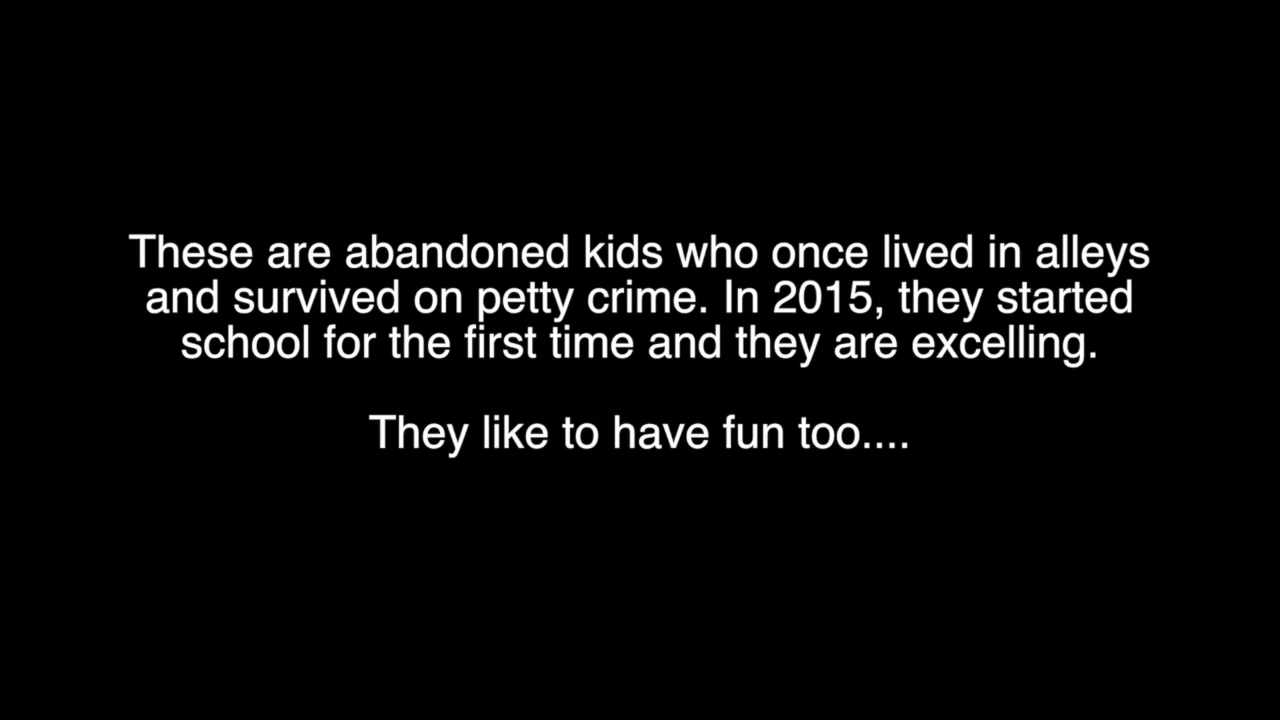 These are abandoned kids who once lived in alleys
and survived on petty crime. In 2015, they started
school for the first time and they are excelling.
They like to have fun too....